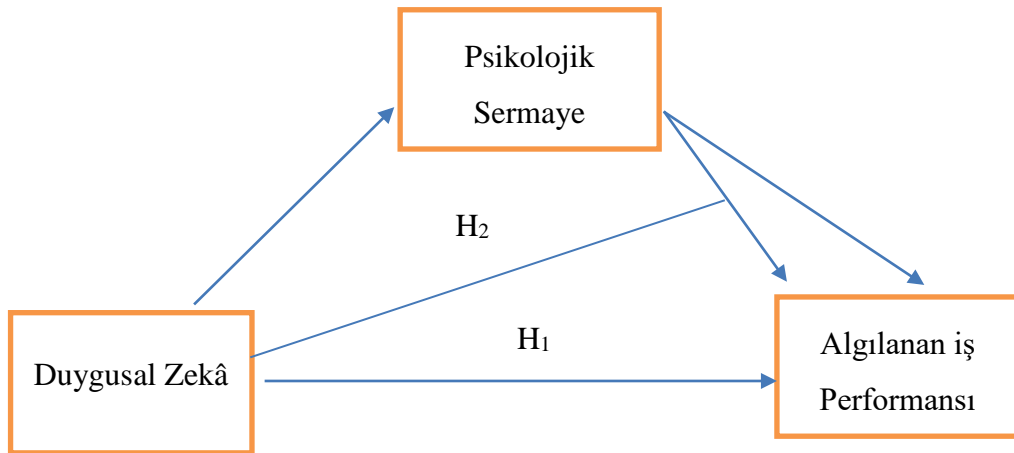 Psikolojik
Sermaye
H₂
H₁
Duygusal Zekâ
Algılanan iş
Performansı